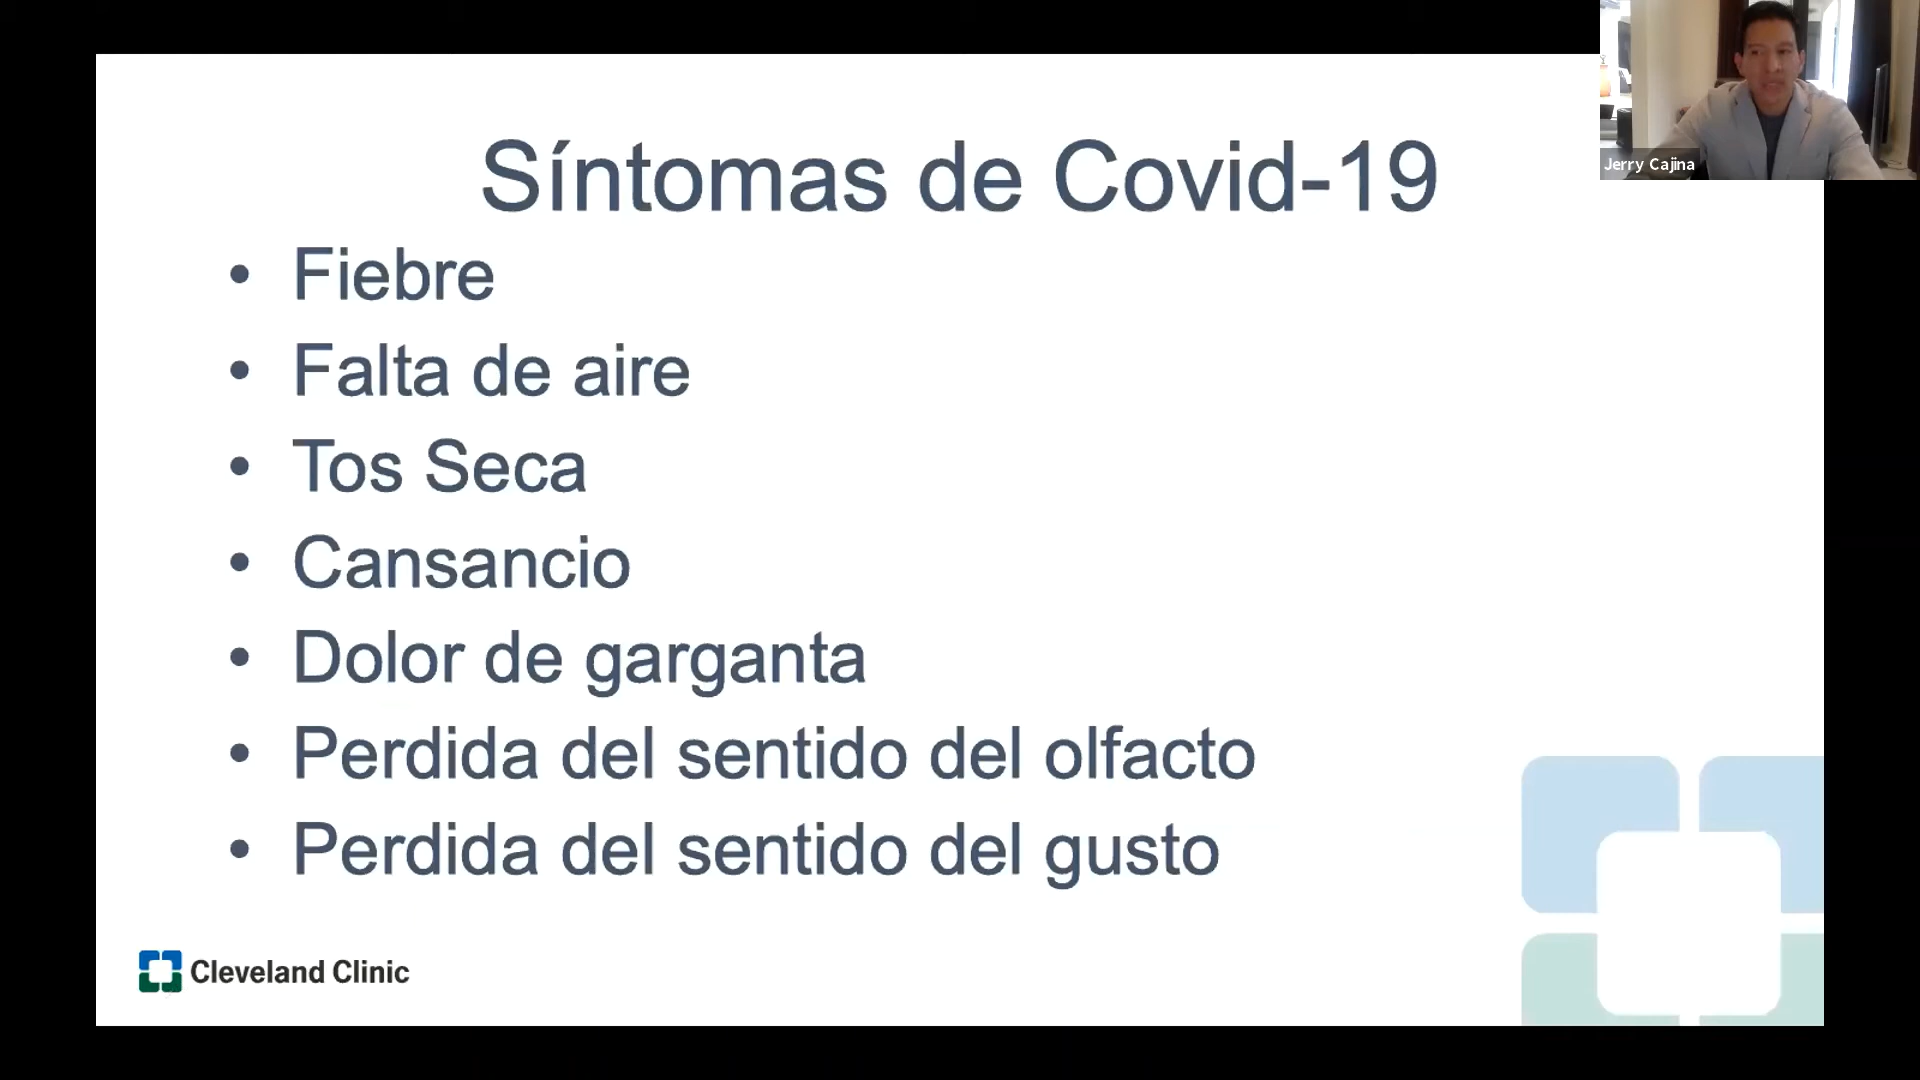 Síntomas de Covid-19
• Fiebre
• Falta de aire
• Tos Seca
• Cansancio
• Dolor de garganta
• Perdida del sentido del olfacto
• Perdida del sentido del gusto
Cleveland Clinic
Jerry Cajina